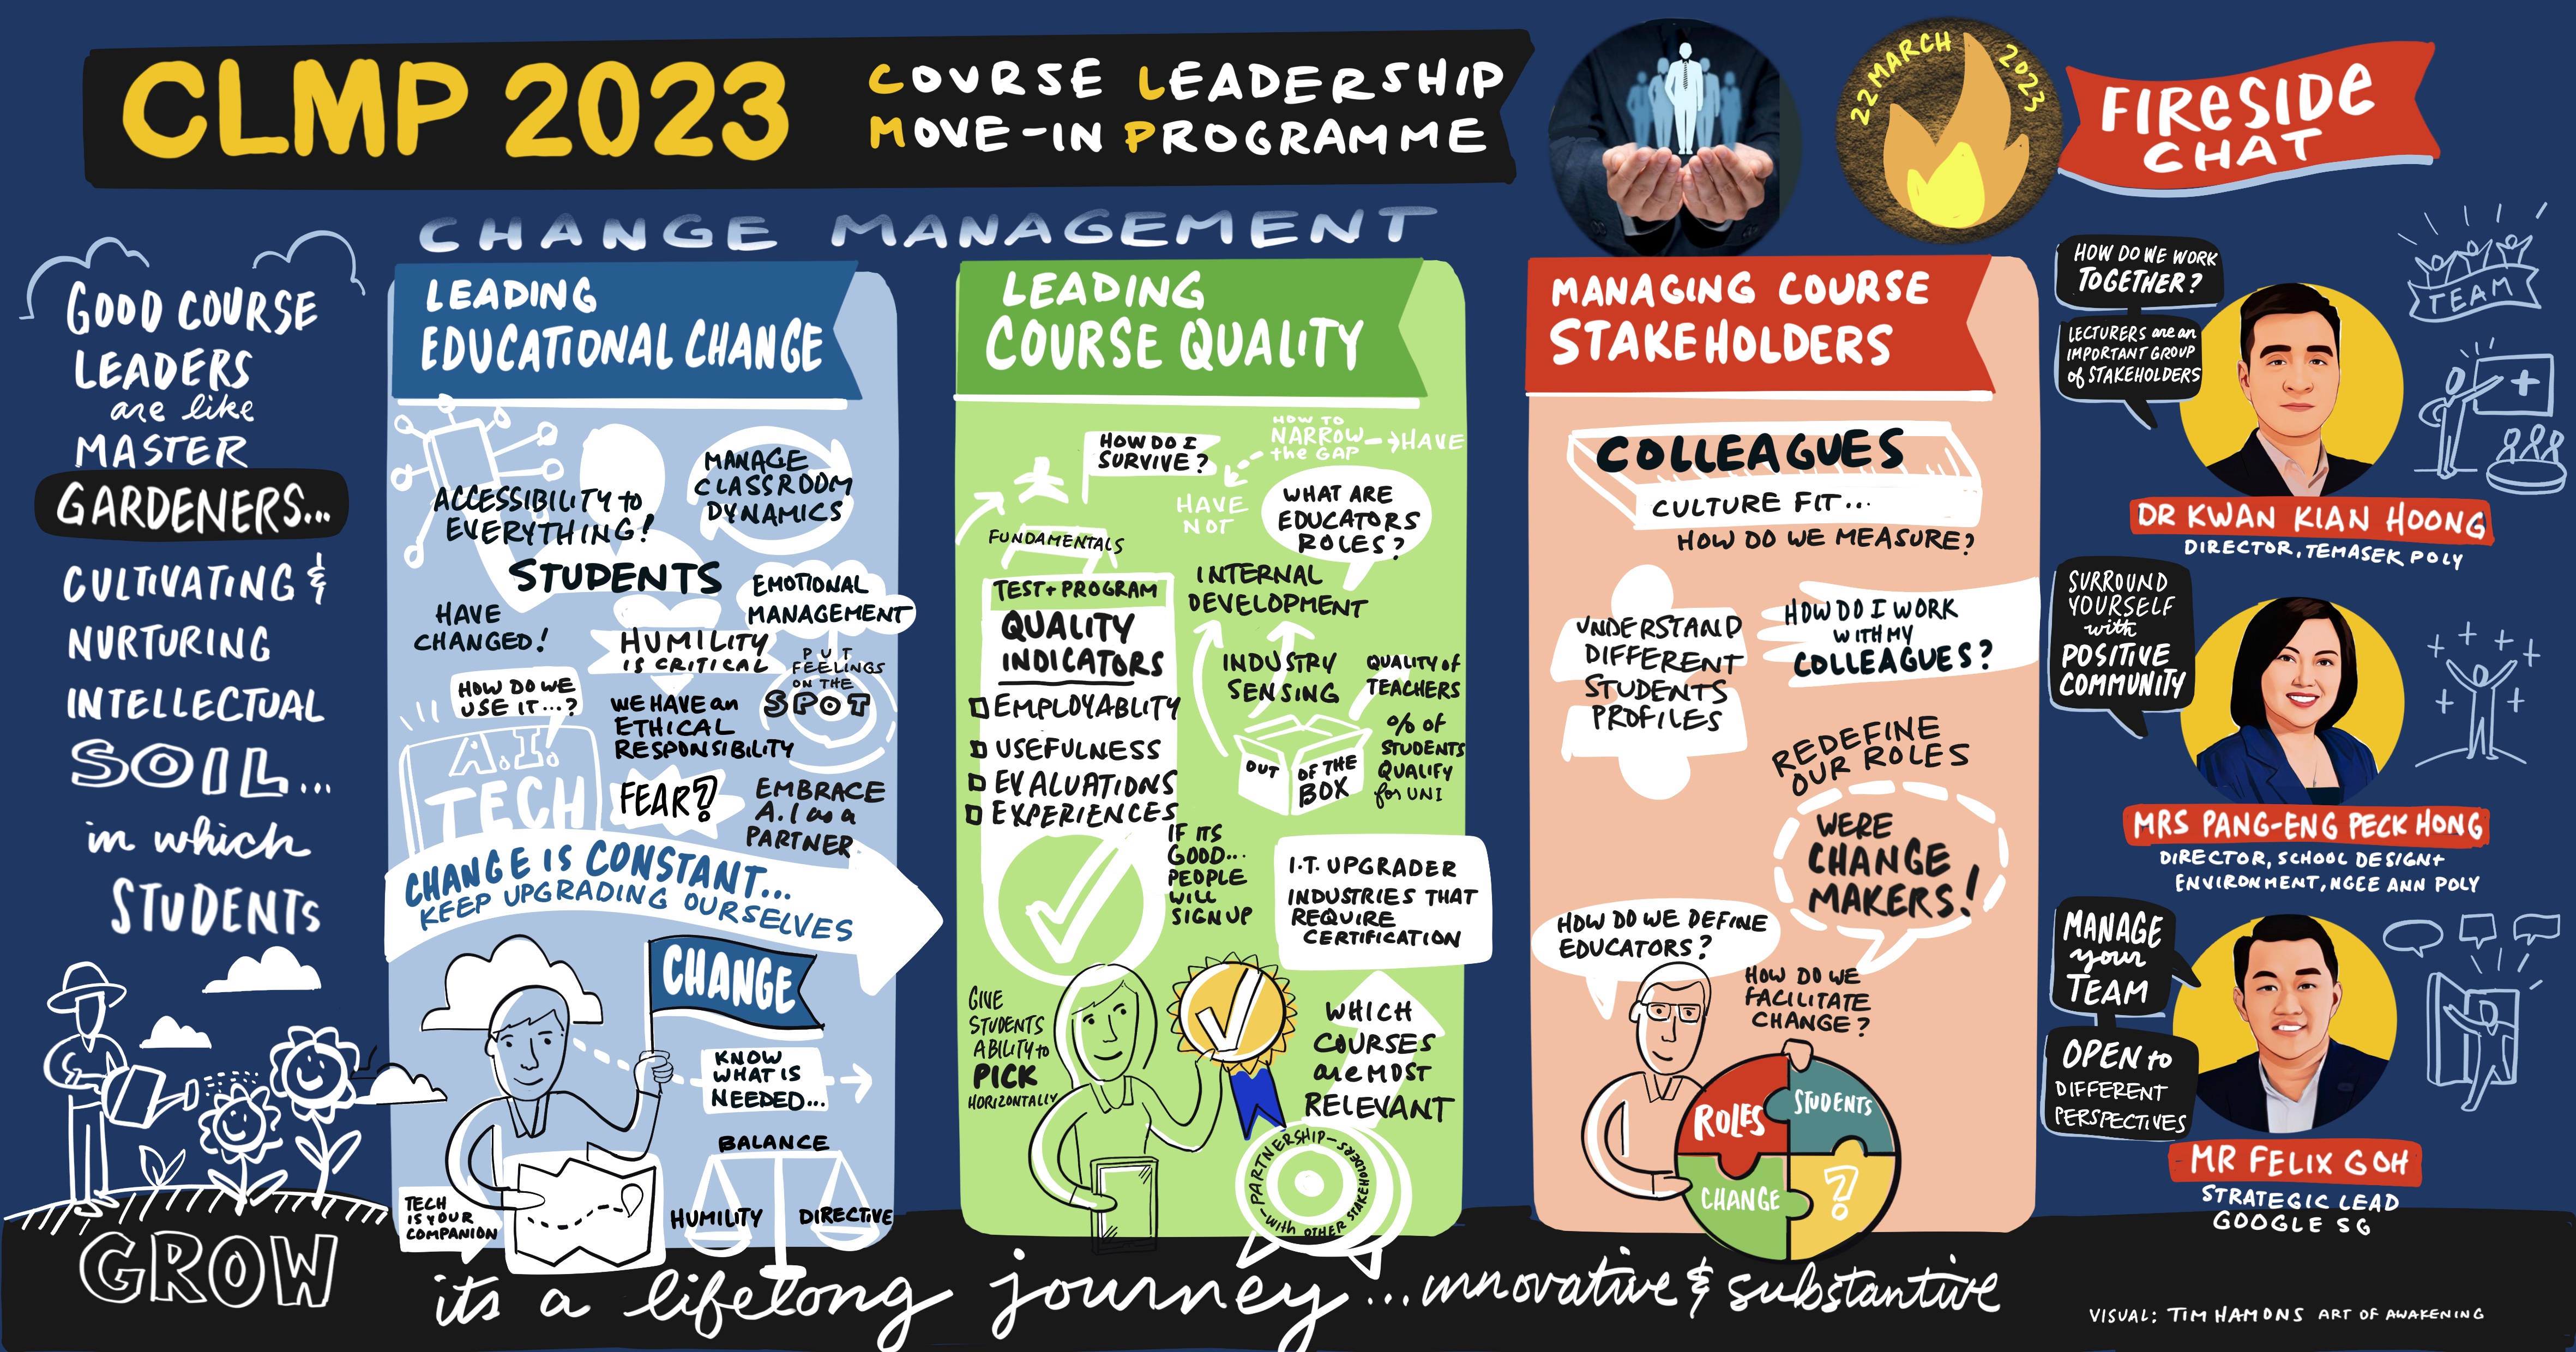 CLMP 2023
COURSE LEADERSHIP
MOVE-IN PROGRAMME
22 MARCH 2023
FIRESIDE
CHAT
CHANGE MANAGEMENT
GOOD COURSE
LEADERS
are like
MASTER
GARDENERS...
CULTIVATING &
NURTURING
INTELLECTUAL
SOIL...
in which
STUDENTS
GROW
LEADING
EDUCATIONAL CHANGE
ACCESSIBILITY to
EVERYTHING!
MANAGE
CLASSROOM
DYNAMICS
STUDENTS
HAVE
CHANGED!
EMOTIONAL
MANAGEMENT
HUMILITY
IS CRITICAL
PUT
FEELINGS
ON THE
SPOT
HOW DO WE
USE IT...?
WE HAVE an
ETHICAL
RESPONSIBILITY
A.I.
TECH
FEAR?
EMBRACE
A.I as a
PARTNER
CHANGE IS CONSTANT...
KEEP UPGRADING OURSELVES
CHANGE
KNOW
WHAT IS
NEEDED...
BALANCE
HUMILITY
DIRECTIVE
TECH
IS YOUR
COMPANION
LEADING
COURSE QUALITY
HOW DO I
SURVIVE?
HOW TO
NARROW
the GAP
HAVE
HAVE
NOT
WHAT ARE
EDUCATORS
ROLES?
FUNDAMENTALS
TEST+PROGRAM
QUALITY
INDICATORS
EMPLOYABLITY
USEFULNESS
EVALUATIONS
EXPERIENCES
INTERNAL
DEVELOPMENT
INDUSTRY
SENSING
QUALITY of
TEACHERS
% OF
STUDENTS
QUALIFY
for UNI
OUT OF THE
BOX
IF ITS
GOOD...
PEOPLE
WILL
SIGN UP
I.T. UPGRADER
INDUSTRIES THAT
REQUIRE
CERTIFICATION
GIVE
STUDENTS
ABILITY to
PICK
HORIZONTALLY
WHICH
COURSES
are MOST
RELEVANT
PARTNERSHIP - with OTHER STAKEHOLDERS
MANAGING COURSE
STAKEHOLDERS
COLLEAGUES
CULTURE FIT...
HOW DO WE MEASURE?
UNDERSTAND
DIFFERENT
STUDENTS
PROFILES
HOW DO I WORK
WITH MY
COLLEAGUES?
REDEFINE
OUR ROLES
WERE
CHANGE
MAKERS!
HOW DO WE DEFINE
EDUCATORS?
HOW DO WE
FACILITATE
CHANGE?
ROLES
STUDENTS
CHANGE
?
HOW DO WE WORK
TOGETHER?
LECTURERS are an
IMPORTANT GROUP
of STAKEHOLDERS
TEAM
DR KWAN KIAN HOONG
DIRECTOR, TEMASEK POLY
SURROUND
YOURSELF
with
POSITIVE
COMMUNITY
MRS PANG-ENG PECK HONG
DIRECTOR, SCHOOL DESIGN+
ENVIRONMENT, NGEE ANN POLY
MANAGE
your
TEAM
OPEN to
DIFFERENT
PERSPECTIVES
MR FELIX GOH
STRATEGIC LEAD
GOOGLE SG
its a lifelong journey...innovative & substantive
VISUAL: TIM HAMONS ART OF AWAKENING